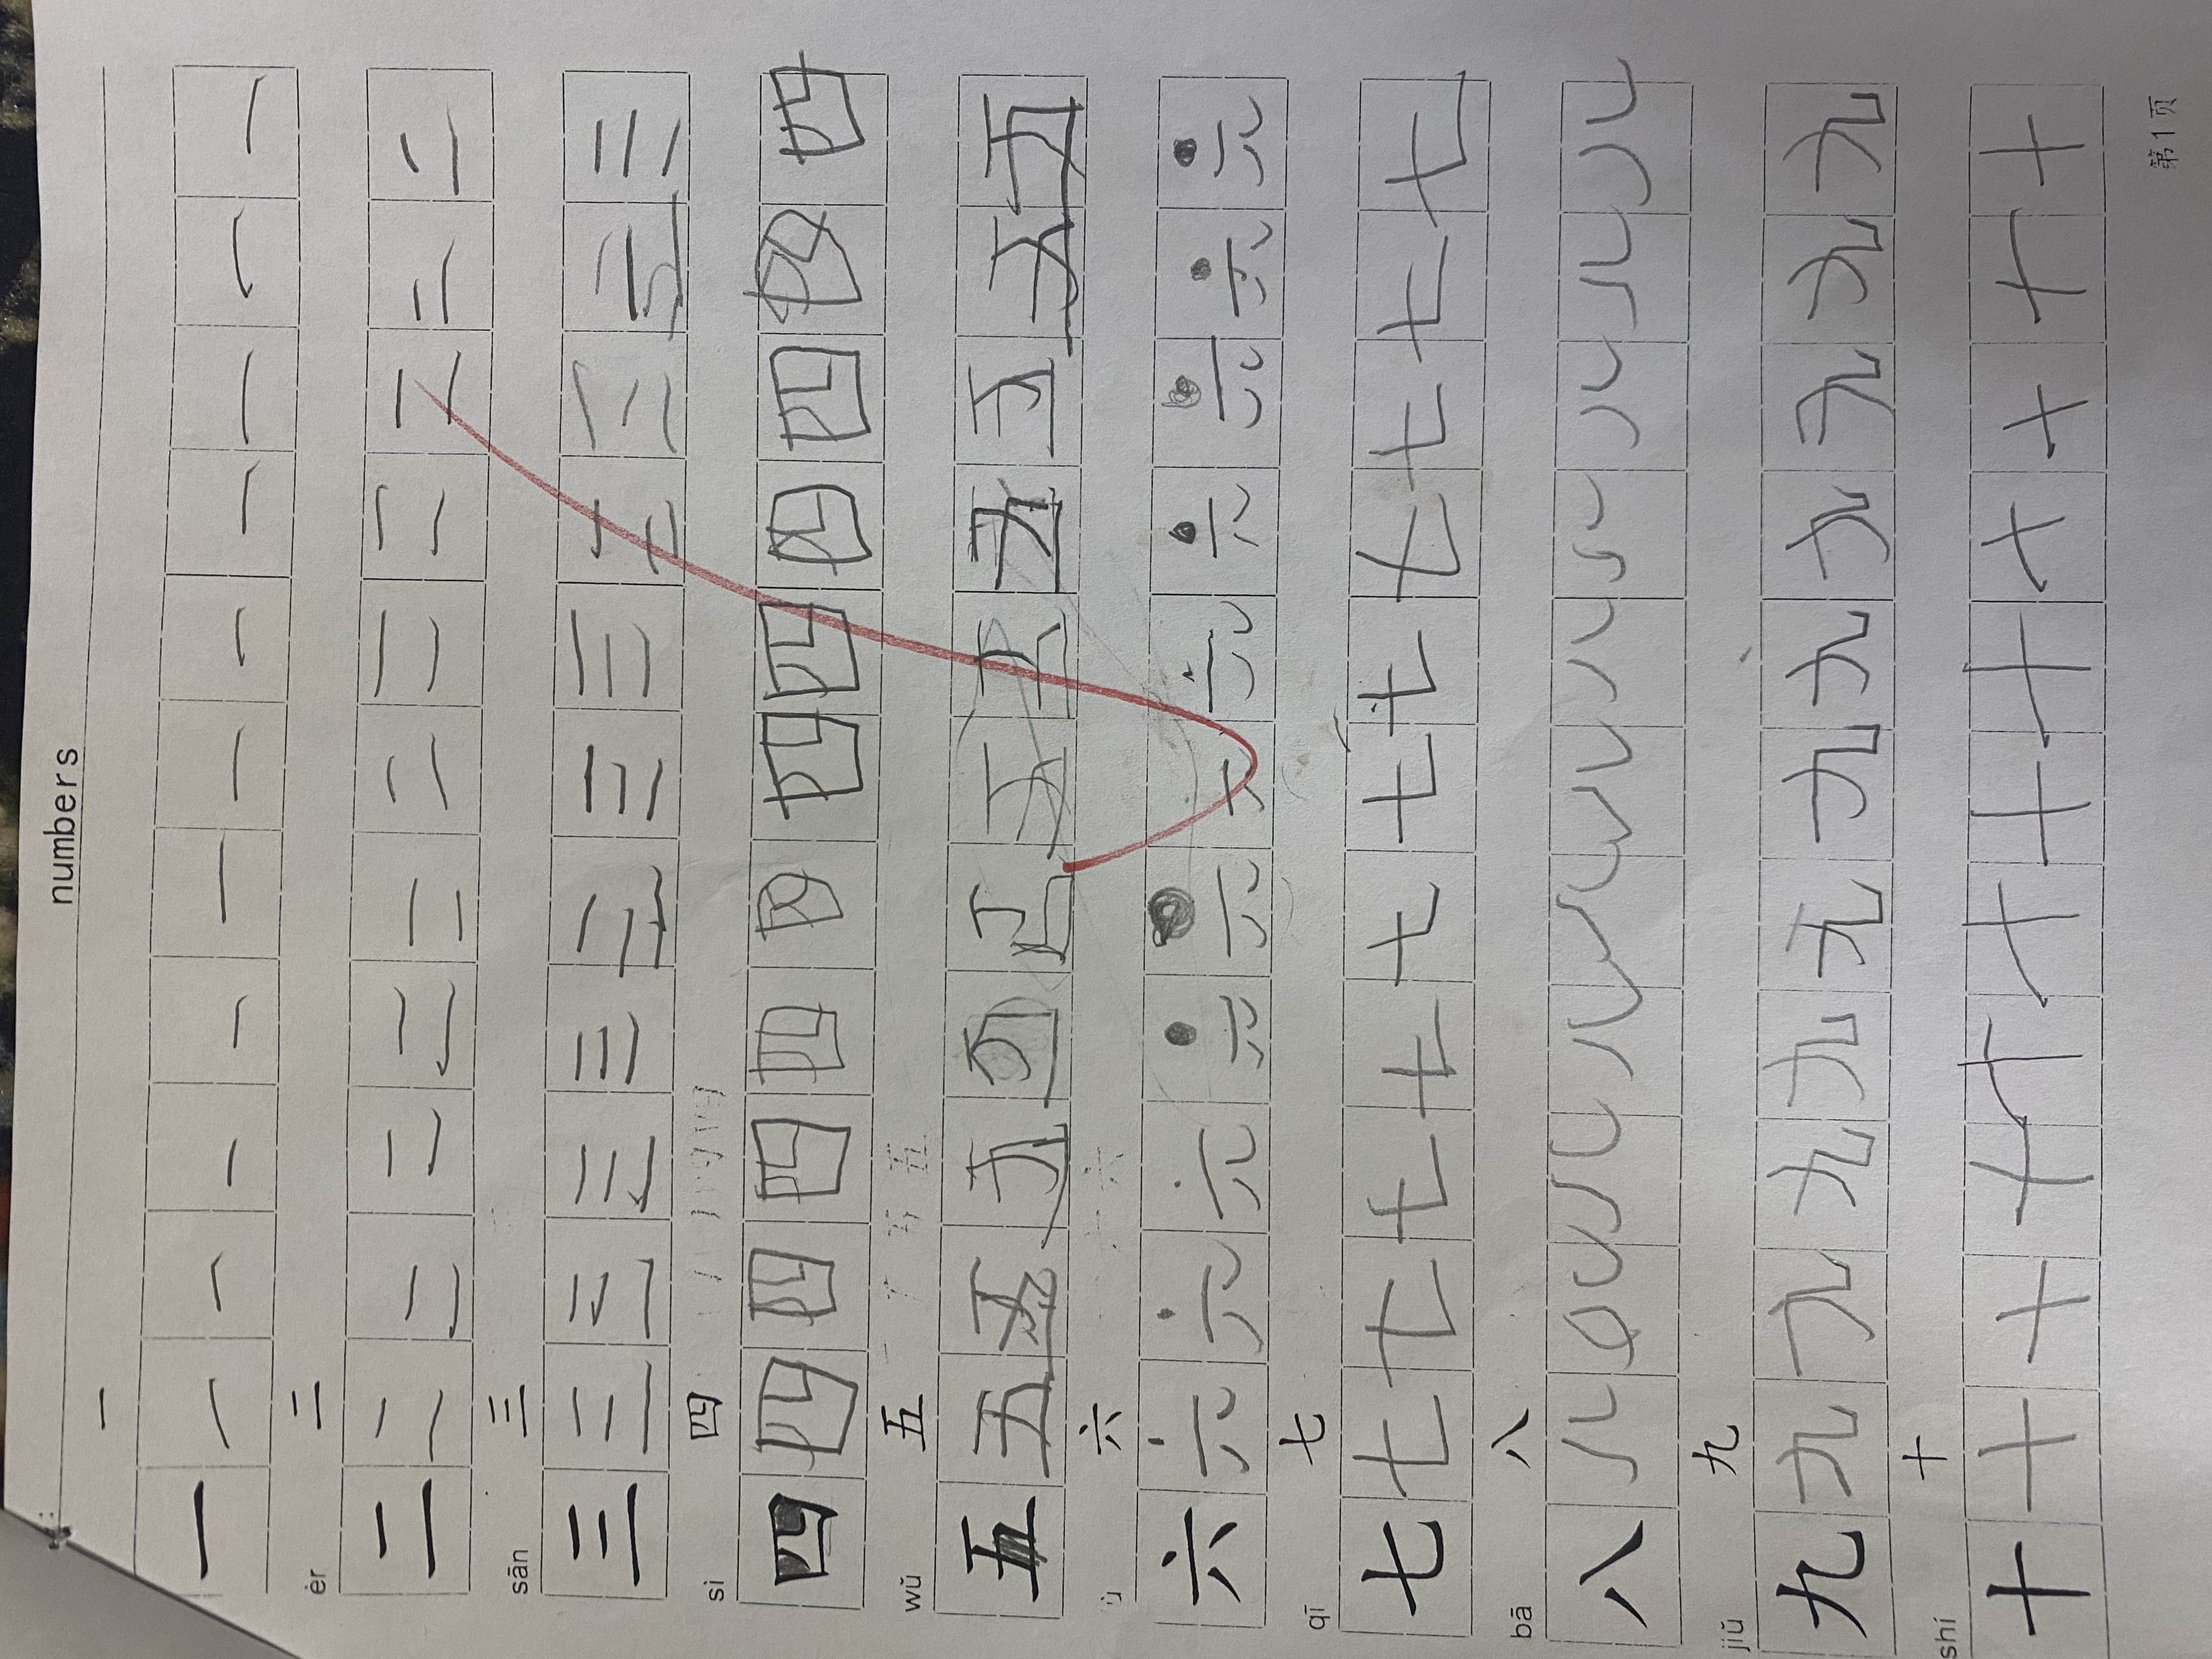 numbers
一
一 一 一 一 一 一 一 一 一 一 一 一
èr 二
二 二 二 二 二 二 二 二 二 二 二 二
sān 三
三 三 三 三 三 三 三 三 三 三 三 三
sì 四
四 四 四 四 四 四 四 四 四 四 四 四
wǔ 五
五 五 五 五 五 五 五 五 五 五 五 五
六
六 六 六 六 六 六 六 六 六 六 六 六
qī 七
七 七 七 七 七 七 七 七 七 七 七 七
bā 八
八 八 八 八 八 八 八 八 八 八 八 八
jiǔ 九
九 九 九 九 九 九 九 九 九 九 九 九
shí 十
十 十 十 十 十 十 十 十 十 十 十 十
第1页